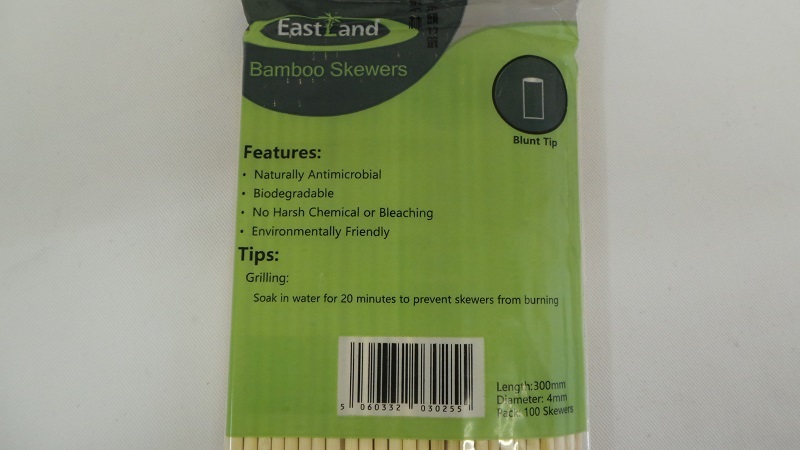 EastLand
Bamboo Skewers
Blunt Tip
Features:
• Naturally Antimicrobial
• Biodegradable
• No Harsh Chemical or Bleaching
• Environmentally Friendly
Tips:
Grilling:
Soak in water for 20 minutes to prevent skewers from burning
5 060332 030255
Length:300mm
Diameter: 4mm
Pack: 100 Skewers